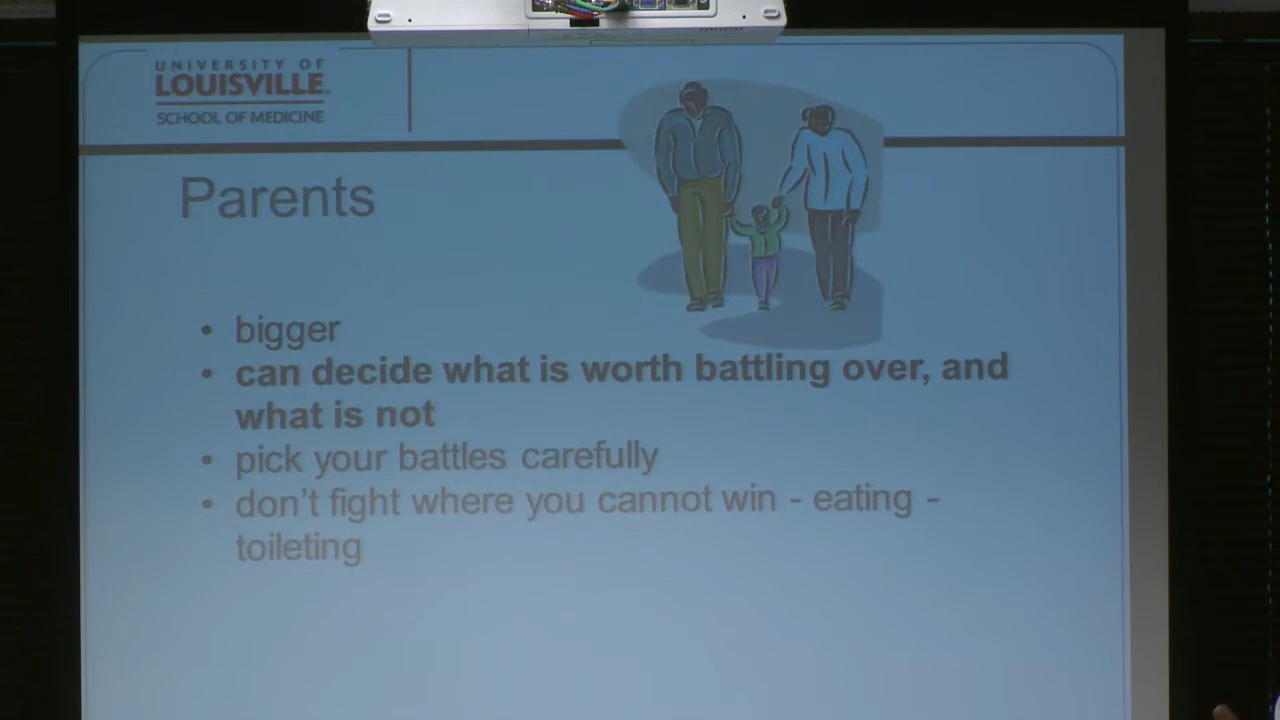 UNIVERSITY OF
LOUISVILLE.
SCHOOL OF MEDICINE
Parents
• bigger
• can decide what is worth battling over, and
what is not
• pick your battles carefully
• don't fight where you cannot win - eating -
toileting